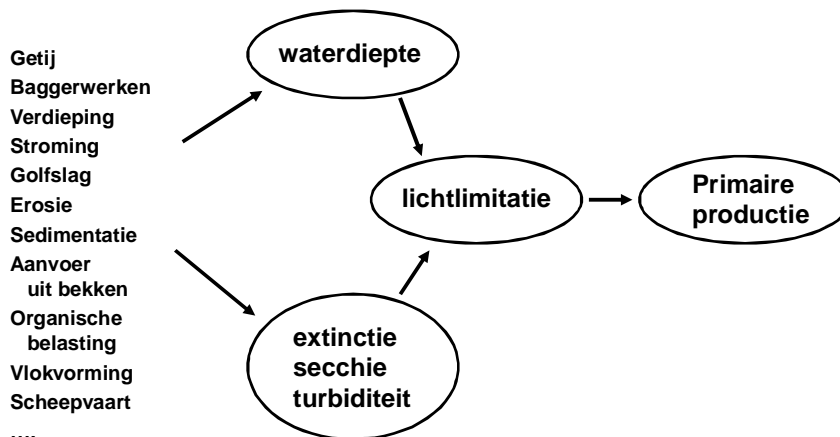 Getij
Baggerwerken
Verdieping
Stroming
Golfslag
Erosie
Sedimentatie
Aanvoer
uit bekken
Organische
belasting
Vlokvorming
Scheepvaart
....
waterdiepte
lichtlimitatie
extinctie
secchie
turbiditeit
Primaire
productie